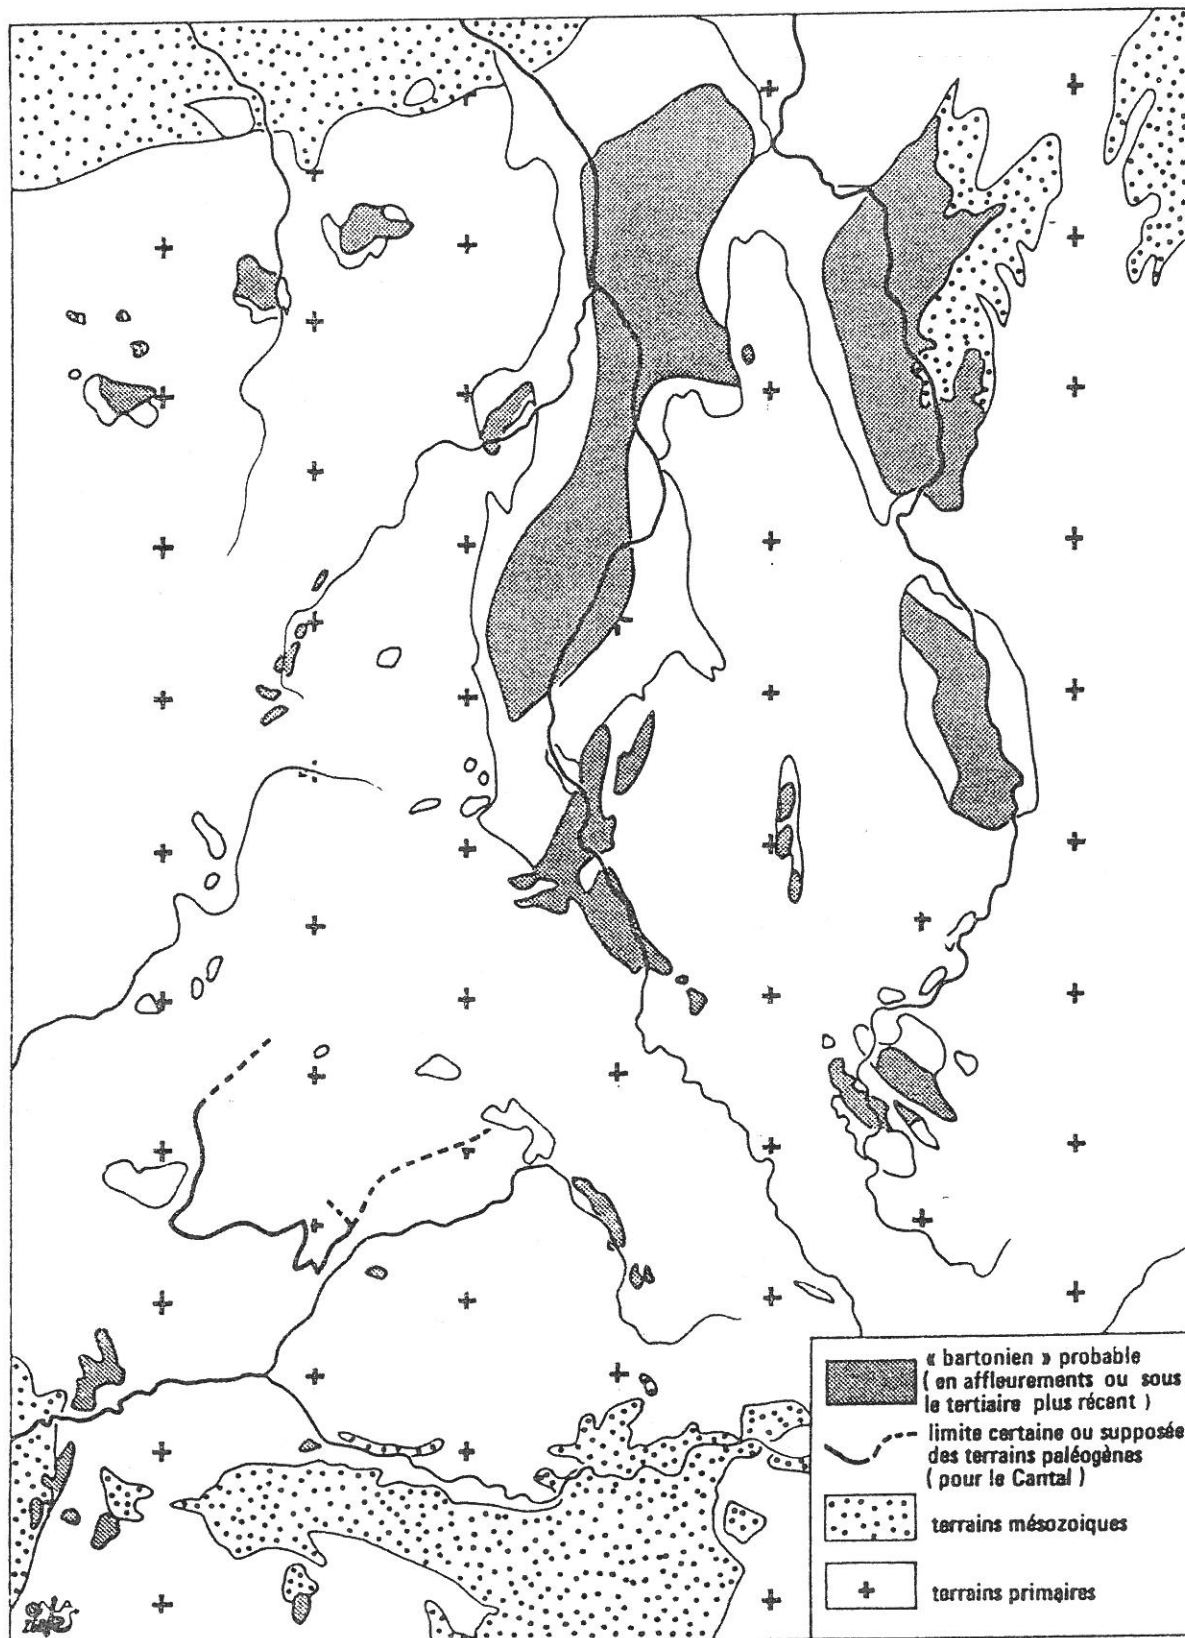 « bartonien » probable
( en affleurements ou sous
le tertiaire plus récent )
limite certaine ou supposée
des terrains paléogènes
( pour le Cantal )
terrains mésozoiques
terrains primaires